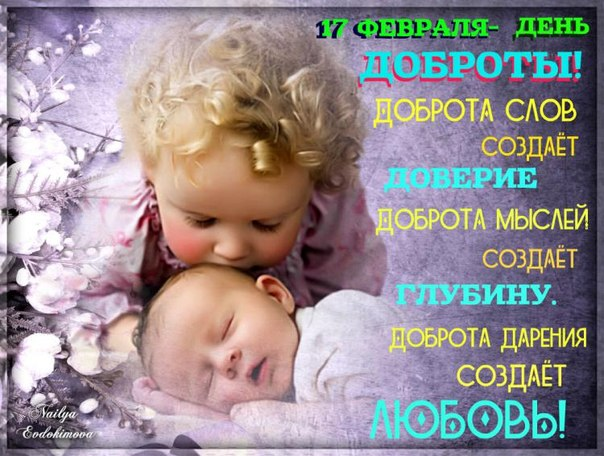 17 ФЕВРАЛЯ- ДЕНЬ
ДОБРОТЫ!
ДОБРОТА СЛОВ
СОЗДАЁТ
ДОВЕРИЕ
ДОБРОТА МЫСЛЕЙ
СОЗДАЁТ
ГЛУБИНУ.
ДОБРОТА ДАРЕНИЯ
СОЗДАЁТ
ЛЮБОВЬ!
Nailya
Evdokimova